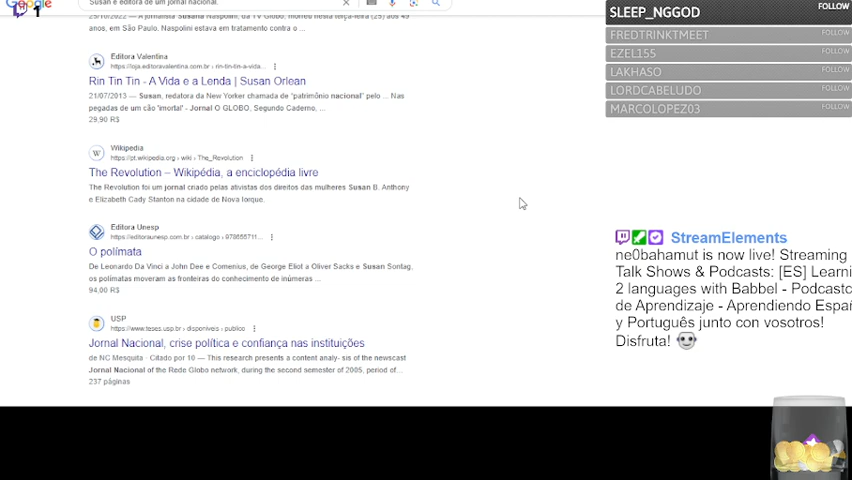 Google
1
Susan é editora de um jornal nacional.
25/10/2022 — A jornalista Susana Naspolini, da TV Globo, morreu nesta terça-feira (25) aos 49
anos, em São Paulo. Naspolini estava em tratamento contra o ...
Editora Valentina
https://loja.editoravalentina.com.br › rin-tin-tin-a-vida-e...
Rin Tin Tin - A Vida e a Lenda | Susan Orlean
21/07/2013 — Susan, redatora da New Yorker chamada de "patrimônio nacional" pelo ... Nas
pegadas de um cão 'imortal' - Jornal O GLOBO, Segundo Caderno, ...
29,90 R$
Wikipedia
https://pt.wikipedia.org › wiki › The_Revolution
The Revolution – Wikipédia, a enciclopédia livre
The Revolution foi um jornal criado pelas ativistas dos direitos das mulheres Susan B. Anthony
e Elizabeth Cady Stanton na cidade de Nova Iorque.
Editora Unesp
https://editoraunesp.com.br › catalogo › 978655711...
O polímata
De Leonardo Da Vinci a John Dee e Comenius, de George Eliot a Oliver Sacks e Susan Sontag,
os polímatas moveram as fronteiras do conhecimento de inúmeras ...
94,00 R$
USP
https://www.teses.usp.br › disponiveis › publico
Jornal Nacional, crise política e confiança nas instituições
de NC Mesquita · Citado por 10 — This research presents a content analy- sis of the newscast
Jornal Nacional of the Rede Globo network, during the second semester of 2005, period of...
237 páginas
SLEEP_NGGOD FOLLOW
FREDTRINKTMEET FOLLOW
EZEL155 FOLLOW
LAKHASO FOLLOW
LORDCABELUDO FOLLOW
MARCOLOPEZ03 FOLLOW
StreamElements
ne0bahamut is now live! Streaming
Talk Shows & Podcasts: [ES] Learni
2 languages with Babbel - Podcastc
de Aprendizaje - Aprendiendo Espa
y Português junto con vosotros!
Disfruta!